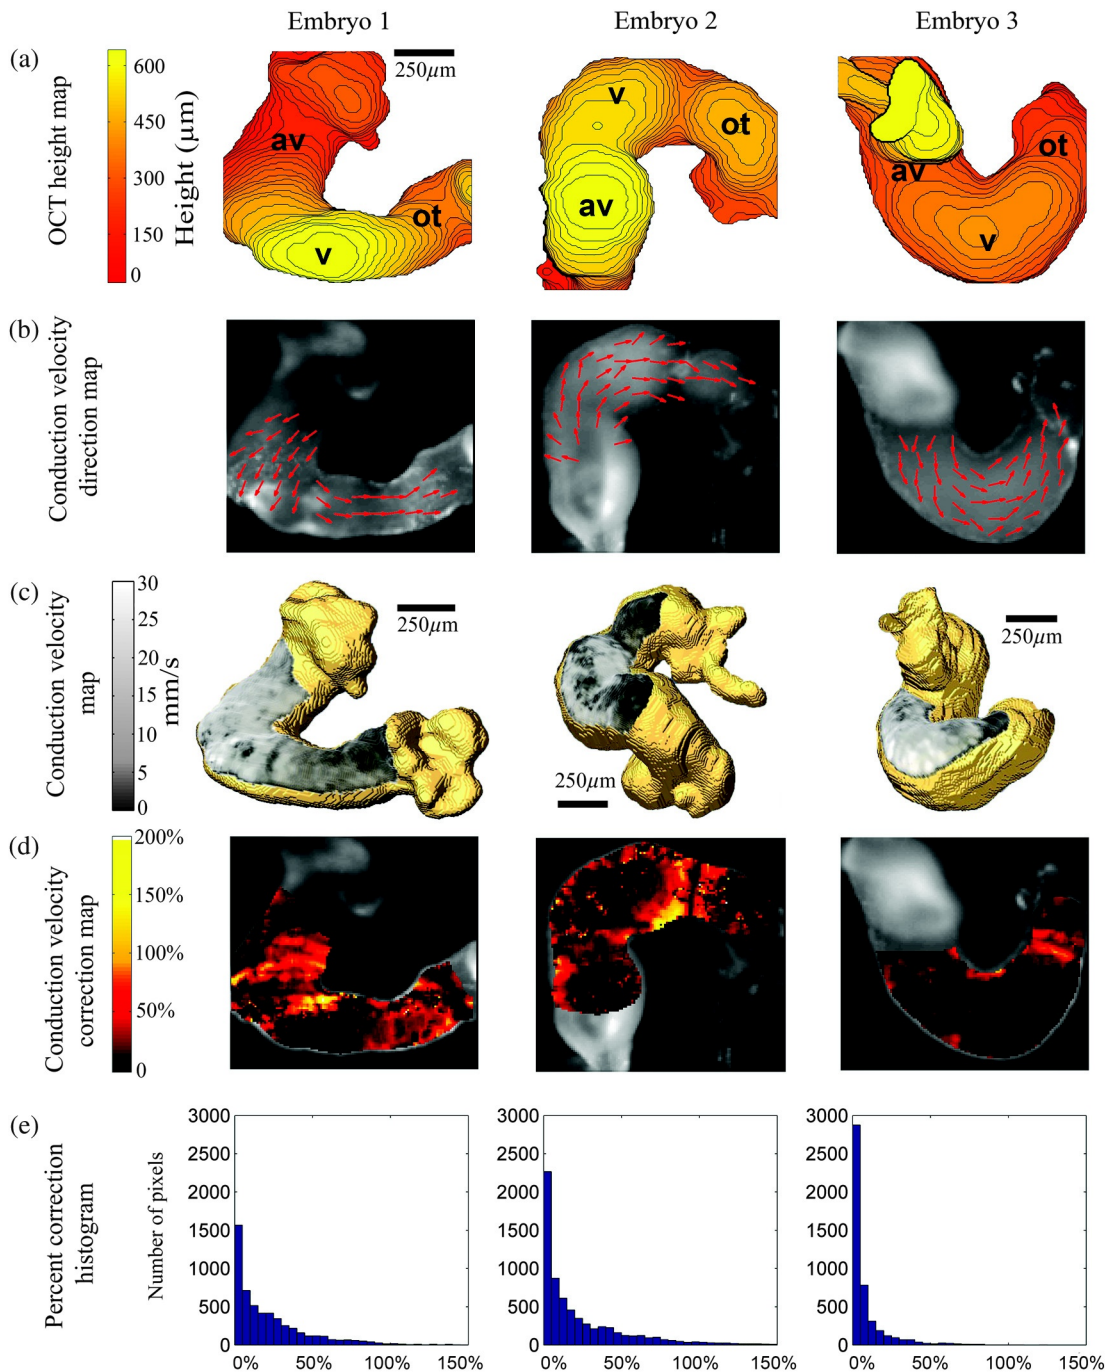 Embryo 1
Embryo 2
Embryo 3
(a)
OCT height map
600
450
300
150
0
Height (µm)
250µm
av
v
ot
v
ot
av
av
ot
v
(b)
Conduction velocity
direction map
(c)
Conduction velocity
map
30
25
20
15
10
5
0
mm/s
250µm
250µm
250µm
(d)
Conduction velocity
correction map
200%
150%
100%
50%
0
(e)
Percent correction
histogram
Number of pixels
3000
2500
2000
1500
1000
500
0
0% 50% 100% 150%
3000
2500
2000
1500
1000
500
0
0% 50% 100% 150%
3000
2500
2000
1500
1000
500
0
0% 50% 100% 150%